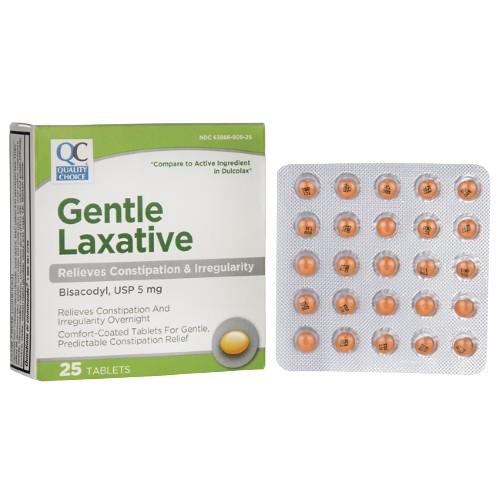 NDC 63868-909-25
QC
QUALITY
CHOICE
"Compare to Active Ingredient
in Dulcolax"
Gentle
Laxative
Relieves Constipation & Irregularity
Bisacodyl, USP 5 mg
Relieves Constipation And
Irregularity Overnight
Comfort-Coated Tablets For Gentle,
Predictable Constipation Relief
25 TABLETS